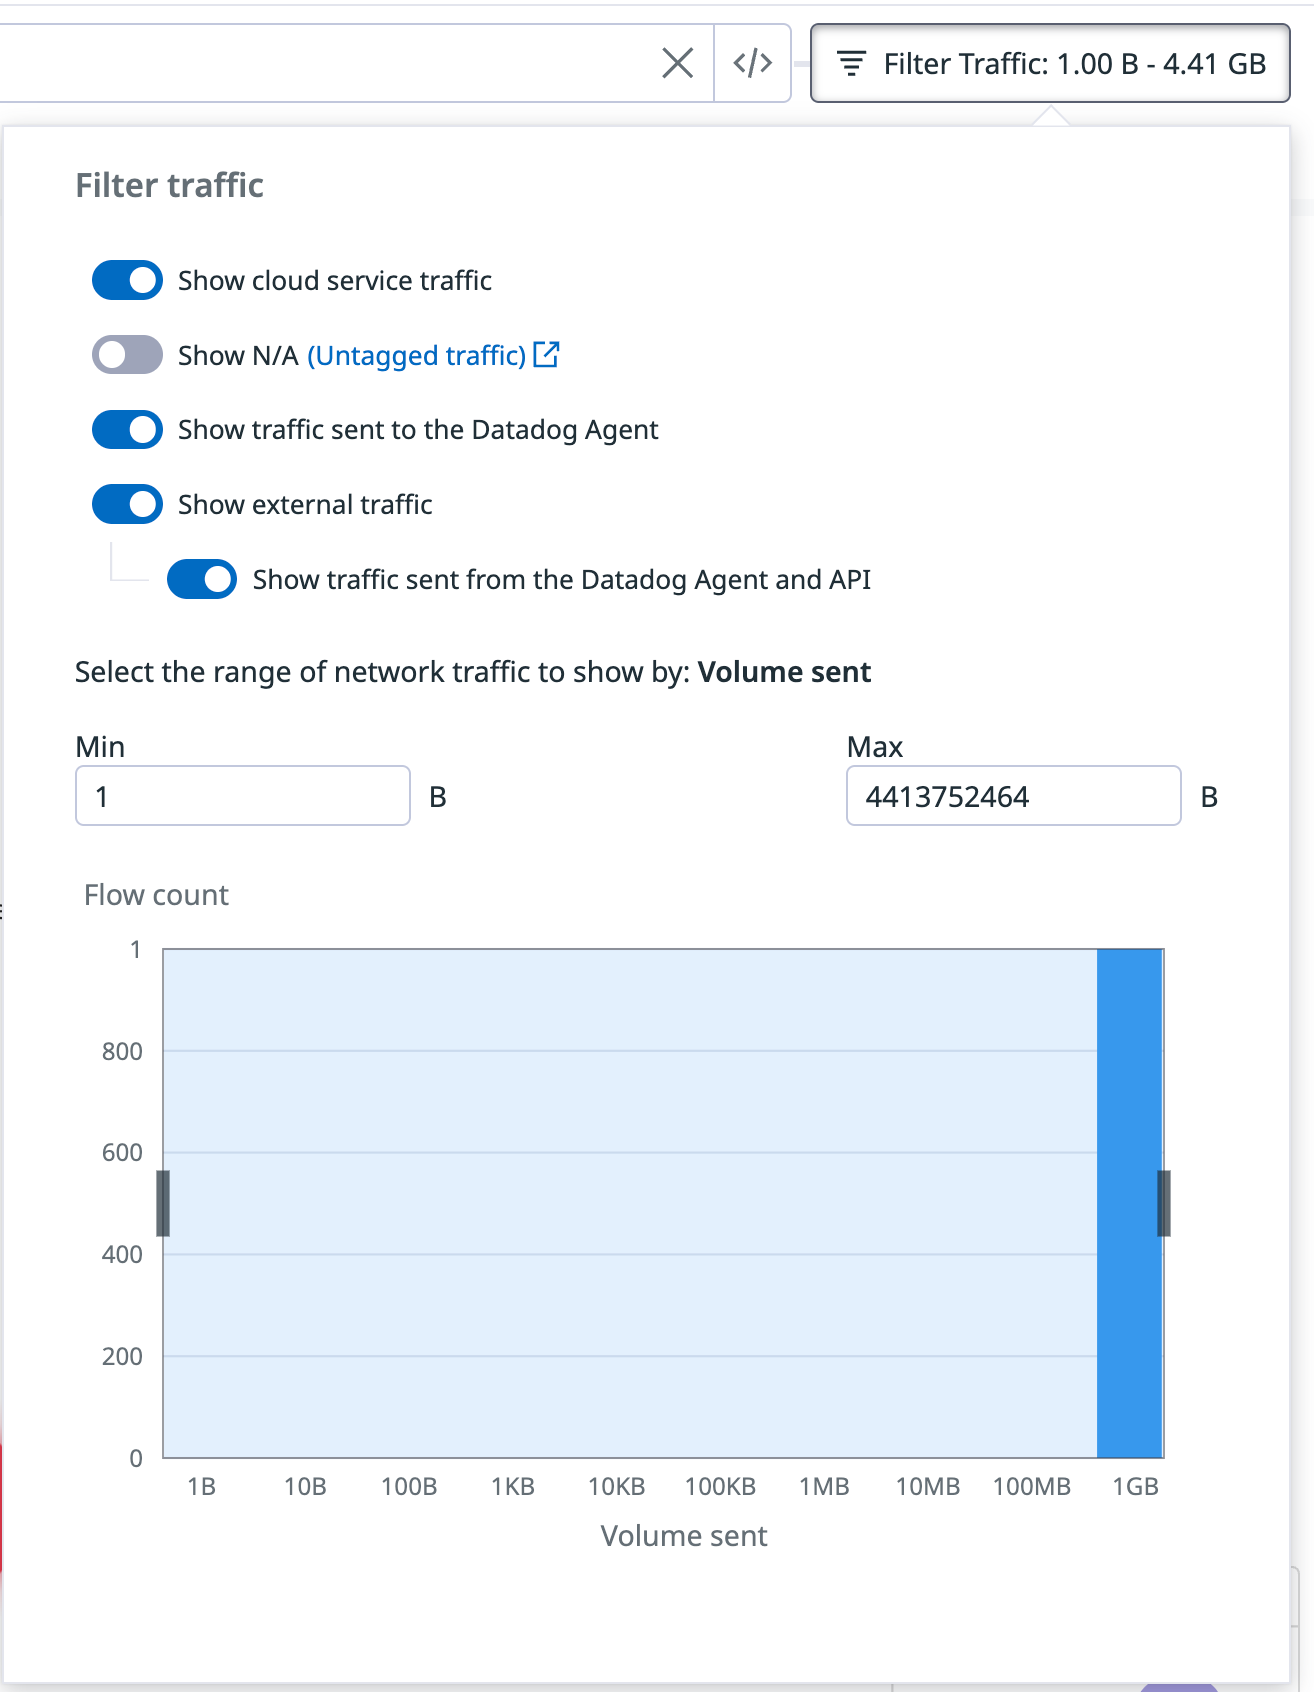 Filter Traffic: 1.00 B - 4.41 GB
Filter traffic
Show cloud service traffic
Show N/A (Untagged traffic)
Show traffic sent to the Datadog Agent
Show external traffic
Show traffic sent from the Datadog Agent and API
Select the range of network traffic to show by: Volume sent
Min
Max
1 B
4413752464 B
Flow count
1
800
600
400
200
0
1B 10B 100B 1KB 10KB 100KB 1MB 10MB 100MB 1GB
Volume sent